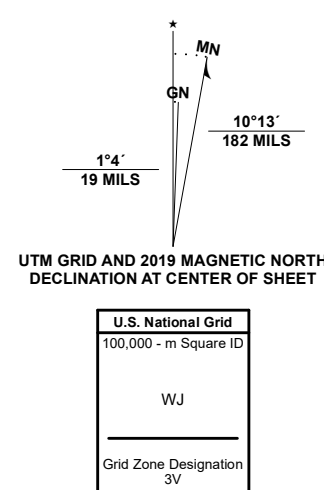 ★
MN
GN
10°13´
182 MILS
1°4´
19 MILS
UTM GRID AND 2019 MAGNETIC NORTH
DECLINATION AT CENTER OF SHEET
U.S. National Grid
100,000 - m Square ID
WJ
Grid Zone Designation
3V